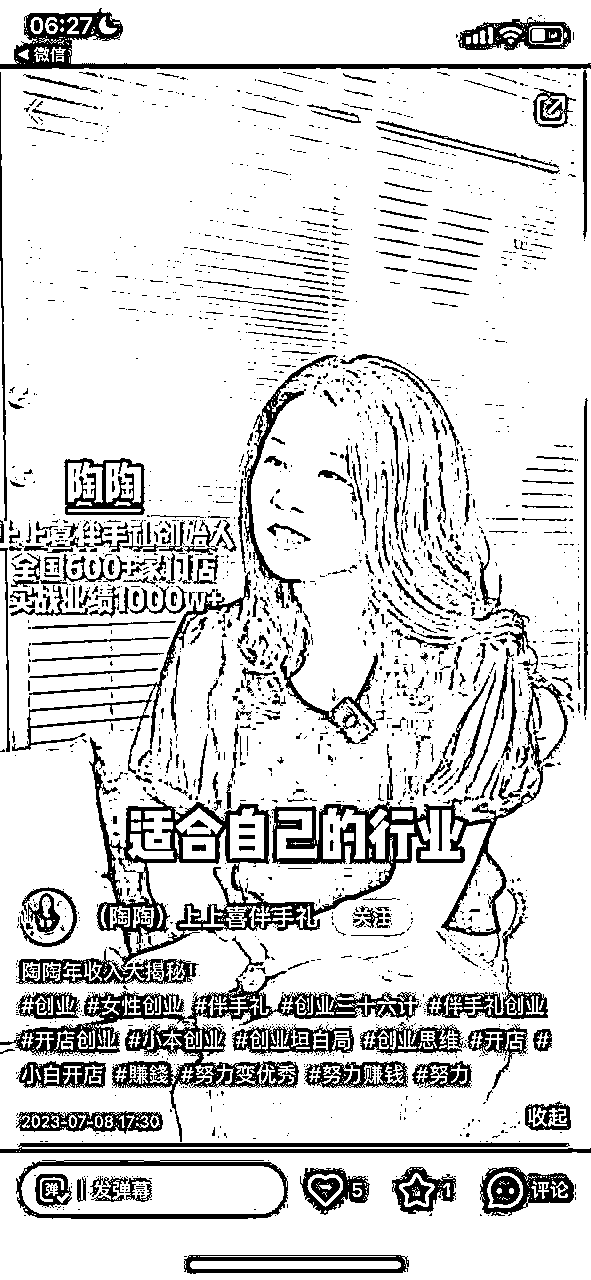 06:27
微信
陶陶
上上喜伴手礼创始人
全国600+家门店
实战业绩1000w+
适合自己的行业
（陶陶）上上喜伴手礼 关注
陶陶年收入大揭秘！
#创业 #女性创业 #伴手礼 #创业三十六计 #伴手礼创业
#开店创业 #小本创业 #创业坦白局 #创业思维 #开店 #
小白开店 #赚錢 #努力变优秀 #努力赚钱 #努力
2023-07-08 17:30 收起
弹 发弹幕 5 1 评论